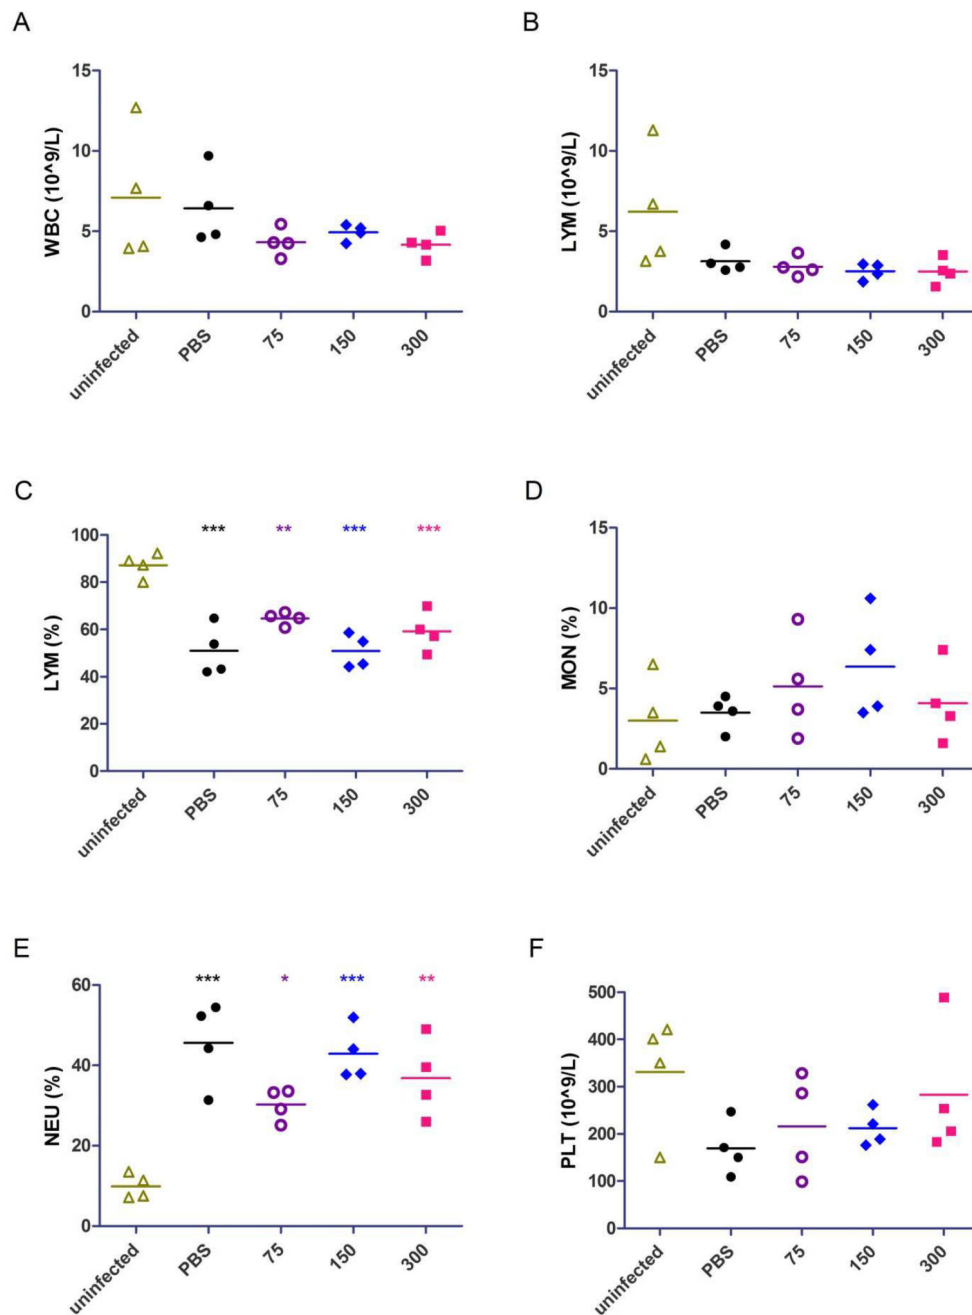 A
WBC (10^9/L)
15
10
5
0
uninfected
PBS
75
150
300
B
LYM (10^9/L)
15
10
5
0
uninfected
PBS
75
150
300
C
LYM (%)
100
80
60
40
20
0
***
**
***
***
uninfected
PBS
75
150
300
D
MON (%)
15
10
5
0
uninfected
PBS
75
150
300
E
NEU (%)
60
40
20
0
***
*
***
**
uninfected
PBS
75
150
300
F
PLT (10^9/L)
500
400
300
200
100
0
uninfected
PBS
75
150
300